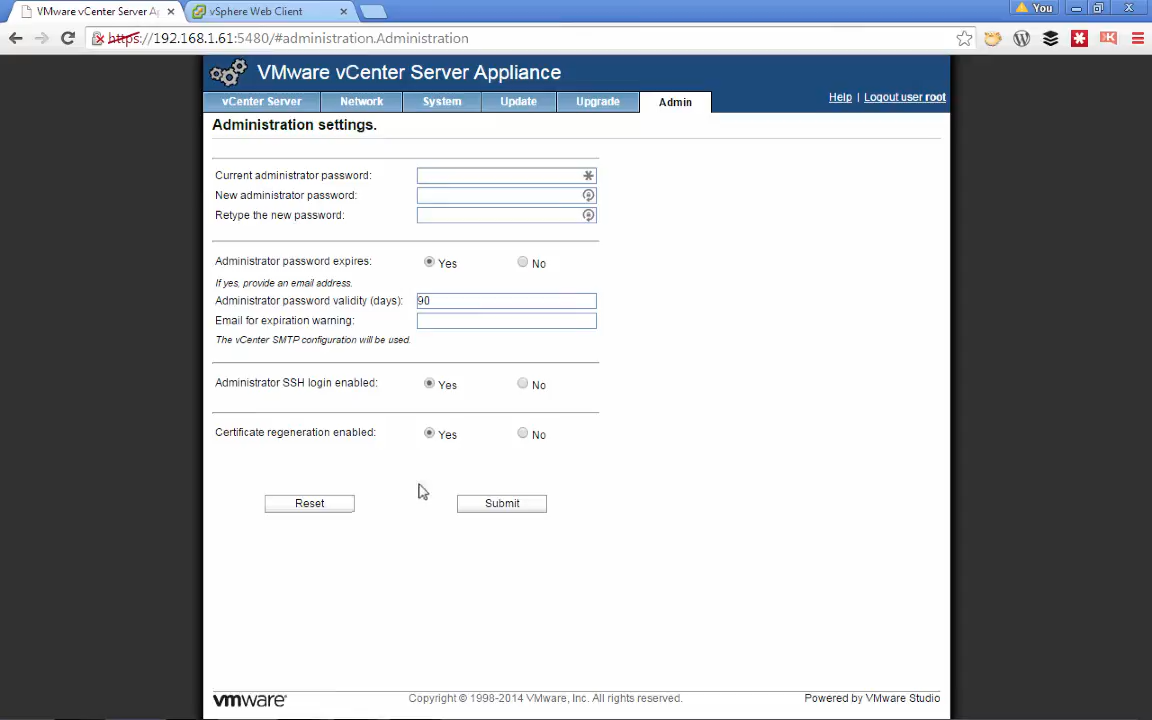 VMware vCenter Server Ap
vSphere Web Client
You
https://192.168.1.61:5480/#administration.Administration
VMware vCenter Server Appliance
vCenter Server Network System Update Upgrade Admin
Help | Logout user root
Administration settings.
Current administrator password:
New administrator password:
Retype the new password:
Administrator password expires: Yes No
If yes, provide an email address.
Administrator password validity (days): 90
Email for expiration warning:
The vCenter SMTP configuration will be used.
Administrator SSH login enabled: Yes No
Certificate regeneration enabled: Yes No
Reset Submit
vmware Copyright © 1998-2014 VMware, Inc. All rights reserved. Powered by VMware Studio